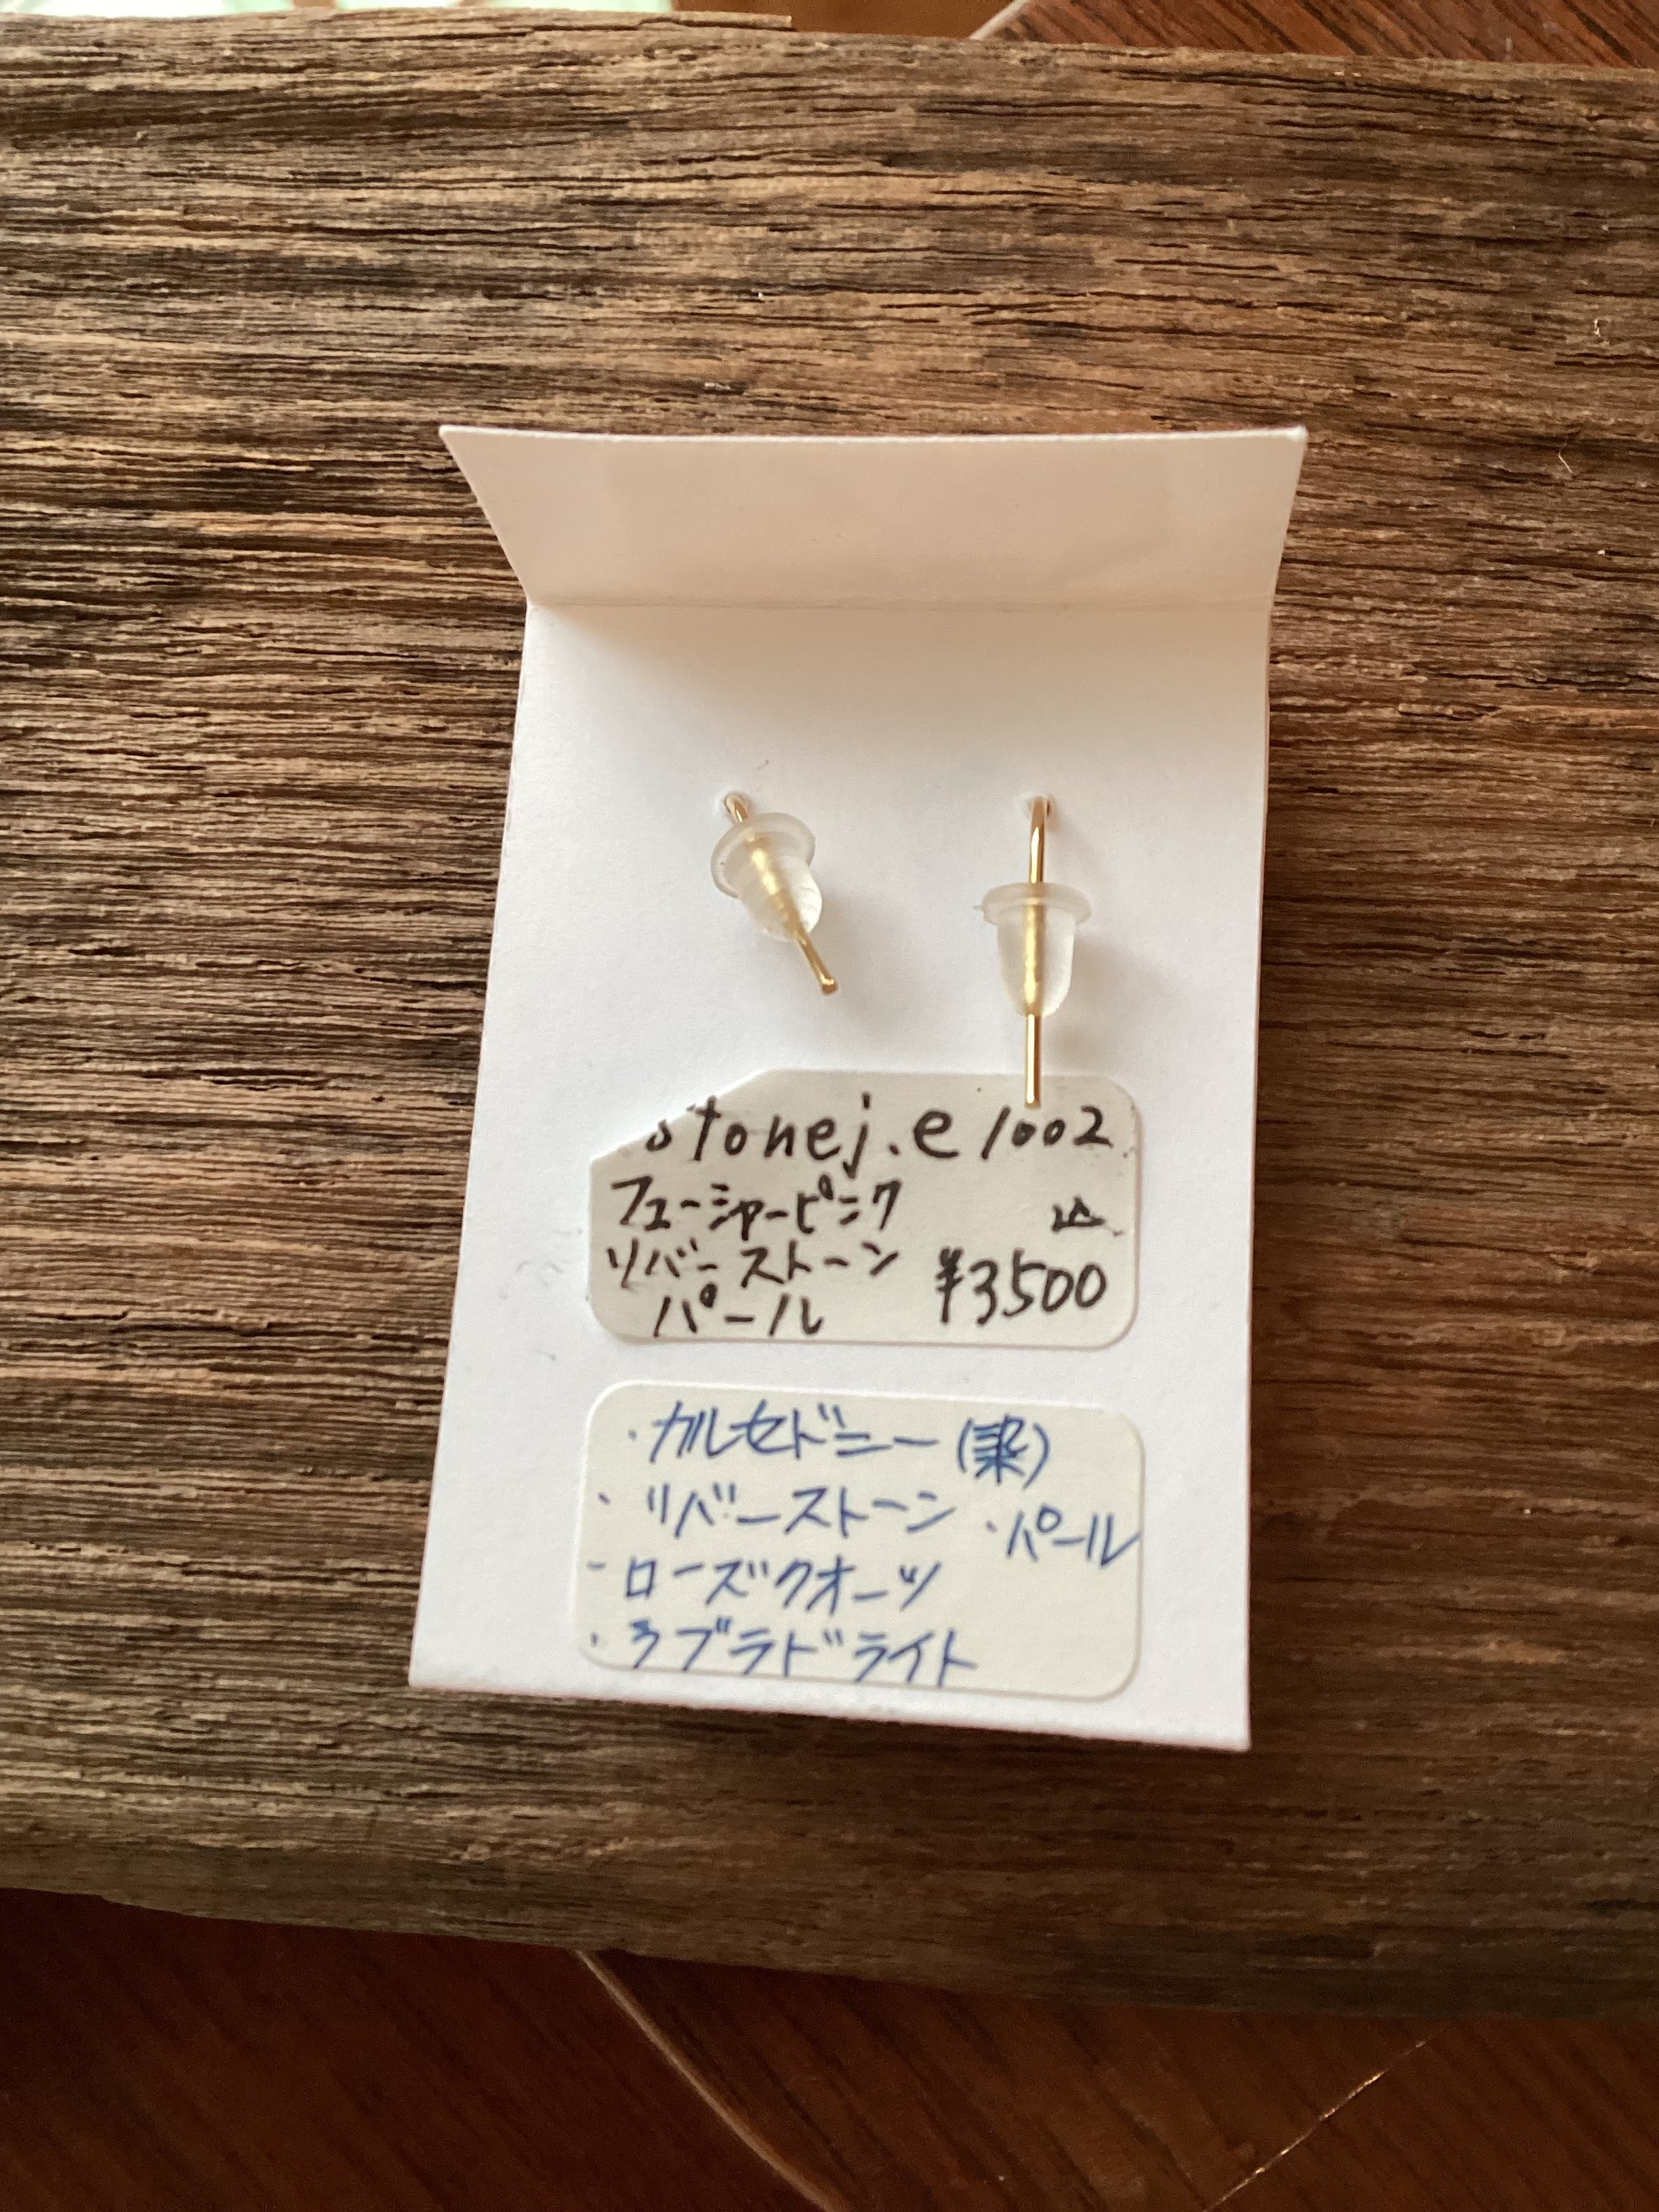 stonej.e 1002
フューシャーピンク 込
リバーストーン ¥3500
パール
・カルセドニー (染)
・リバーストーン ・パール
・ローズクオーツ
・ラブラドライト